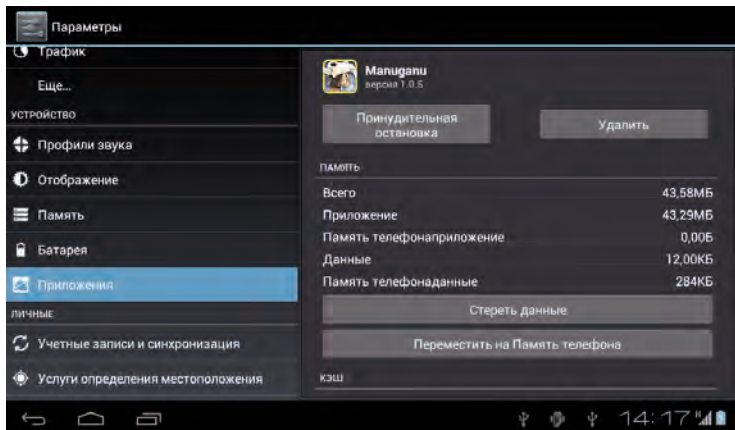 Параметры
Трафик
Еще...
УСТРОЙСТВО
Профили звука
Отображение
Память
Батарея
Приложения
ЛИЧНЫЕ
Учетные записи и синхронизация
Услуги определения местоположения
Manuganu
версия 1.0.5
Принудительная
остановка
Удалить
ПАМЯТЬ
Всего 43,58МБ
Приложение 43,29МБ
Память телефонаприложение 0,00Б
Данные 12,00КБ
Память телефонаданные 284КБ
Стереть данные
Переместить на Память телефона
КЭШ
14:17 H